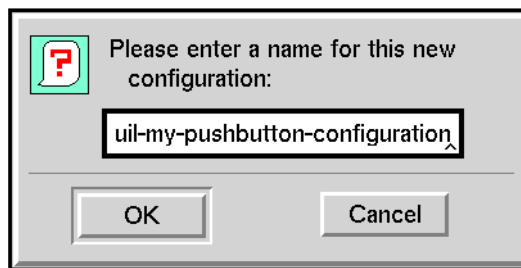 Please enter a name for this new
configuration:
uil-my-pushbutton-configuration
OK
Cancel